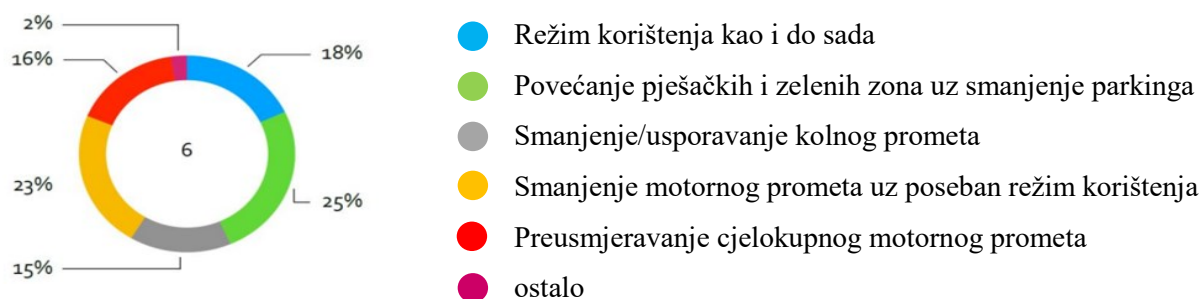 2%
16%
18%
6
23%
25%
15%
Režim korištenja kao i do sada
Povećanje pješačkih i zelenih zona uz smanjenje parkinga
Smanjenje/usporavanje kolnog prometa
Smanjenje motornog prometa uz poseban režim korištenja
Preusmjeravanje cjelokupnog motornog prometa
ostalo